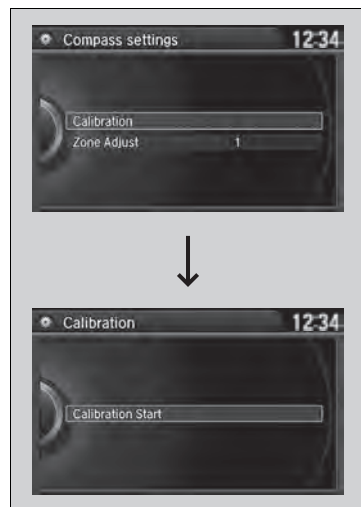 Compass settings 12:34
Calibration
Zone Adjust 1
Calibration 12:34
Calibration Start